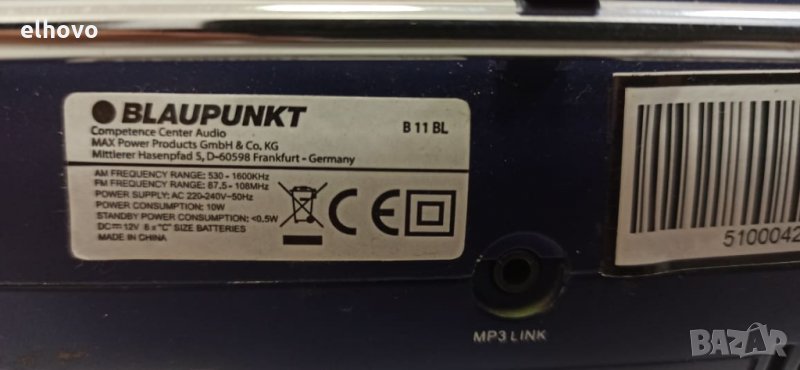 elhovo
BLAUPUNKT
B 11 BL
Competence Center Audio
MAX Power Products GmbH & Co, KG
Mittlerer Hasenpfad 5, D-60598 Frankfurt - Germany
AM FREQUENCY RANGE: 530 - 1600KHz
FM FREQUENCY RANGE: 87.5 - 108MHz
POWER SUPPLY: AC 220-240V~50Hz
POWER CONSUMPTION: 10W
STANDBY POWER CONSUMPTION: <0.5W
DC⎓12V 8 x "C" SIZE BATTERIES
MADE IN CHINA
CE
5100042
MP3 LINK
BAZAR